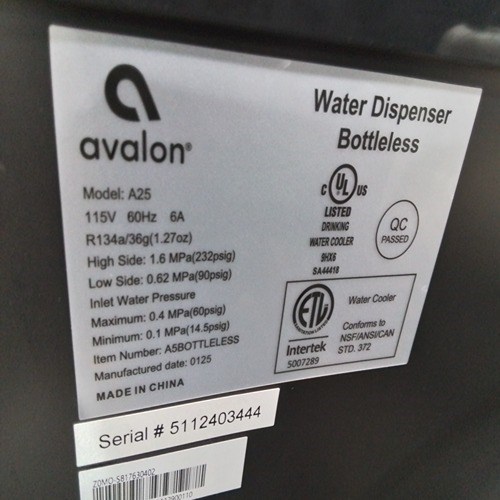 avalon®
Water Dispenser
Bottleless
Model: A25
115V 60Hz 6A
R134a/36g(1.27oz)
High Side: 1.6 MPa(232psig)
Low Side: 0.62 MPa(90psig)
Inlet Water Pressure
Maximum: 0.4 MPa(60psig)
Minimum: 0.1 MPa(14.5psig)
Item Number: A5BOTTLELESS
Manufactured date: 0125
MADE IN CHINA
C UL US
LISTED
DRINKING
WATER COOLER
9HX6
SA44418
QC
PASSED
ETL
Intertek
5007289
Water Cooler
Conforms to
NSF/ANSI/CAN
STD. 372
Serial # 5112403444